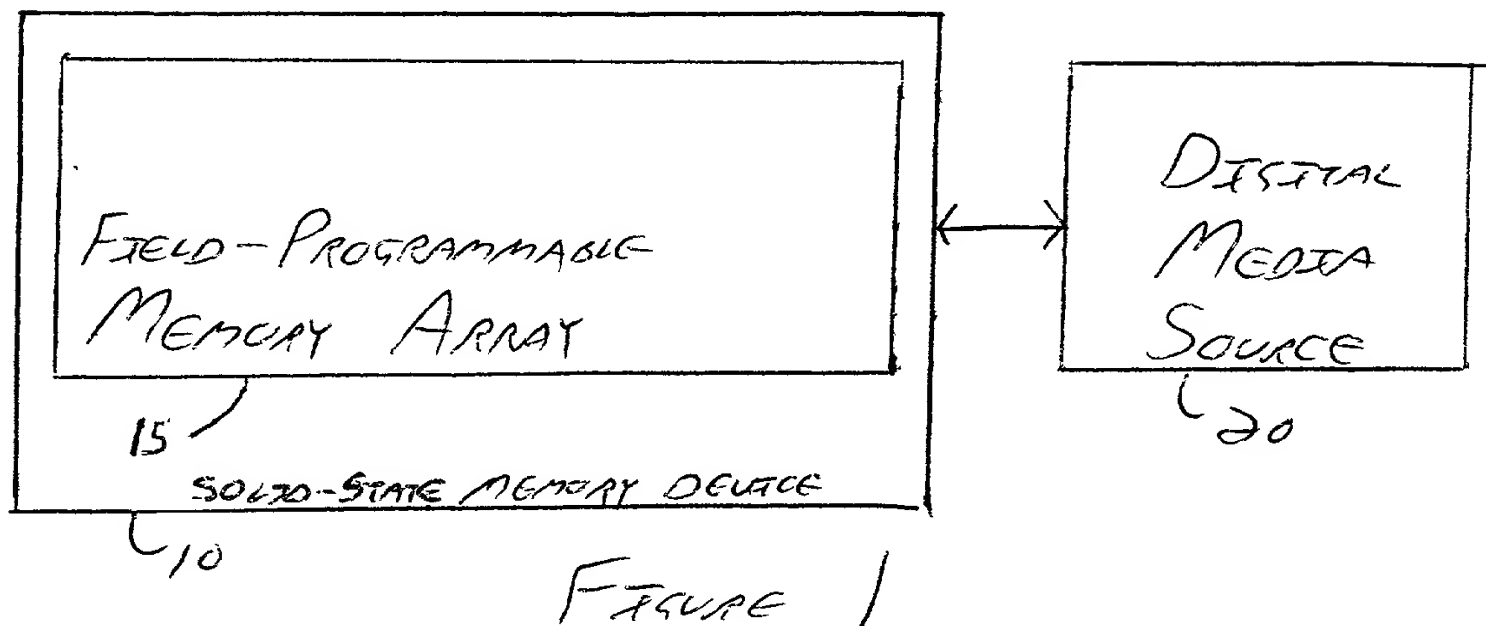 FIELD-PROGRAMMABLE
MEMORY ARRAY
15
SOLID-STATE MEMORY DEVICE
10
DIGITAL
MEDIA
SOURCE
20
FIGURE 1